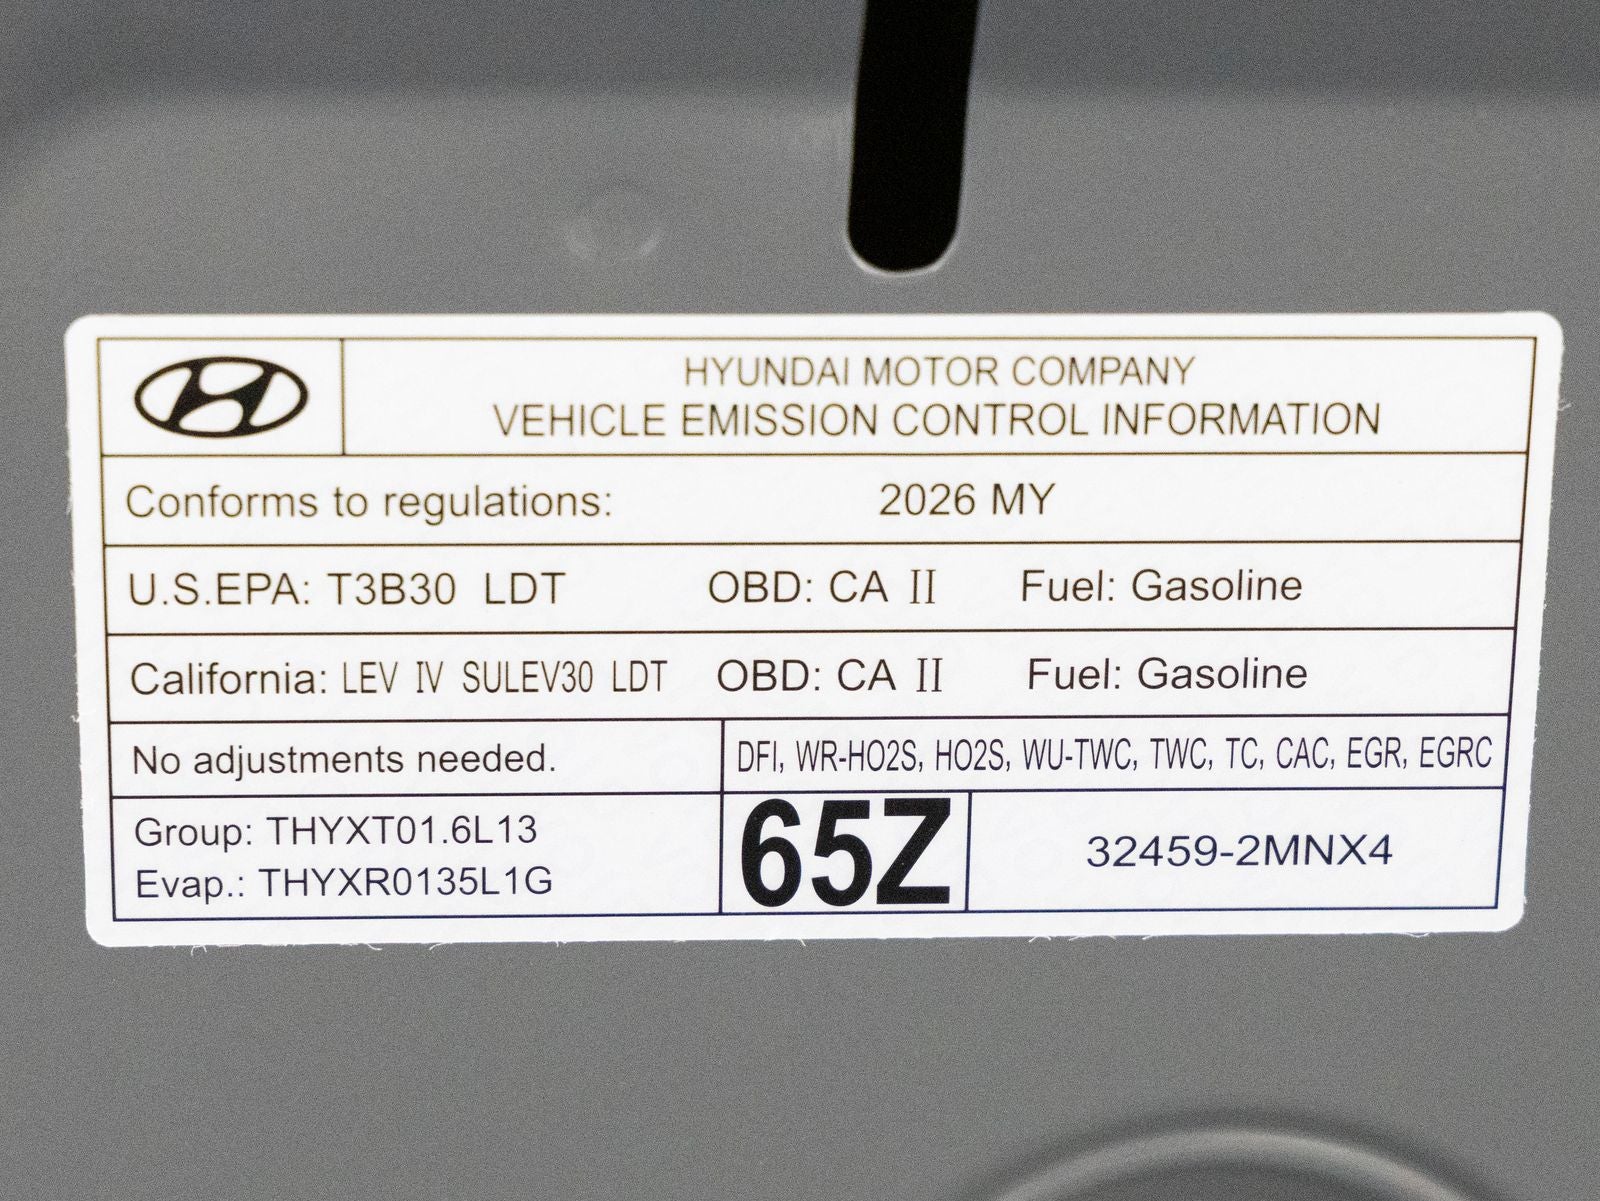 HYUNDAI MOTOR COMPANY
VEHICLE EMISSION CONTROL INFORMATION
Conforms to regulations: 2026 MY
U.S.EPA: T3B30 LDT OBD: CA II Fuel: Gasoline
California: LEV IV SULEV30 LDT OBD: CA II Fuel: Gasoline
No adjustments needed. DFI, WR-HO2S, HO2S, WU-TWC, TWC, TC, CAC, EGR, EGRC
Group: THYXT01.6L13
Evap.: THYXR0135L1G
65Z
32459-2MNX4